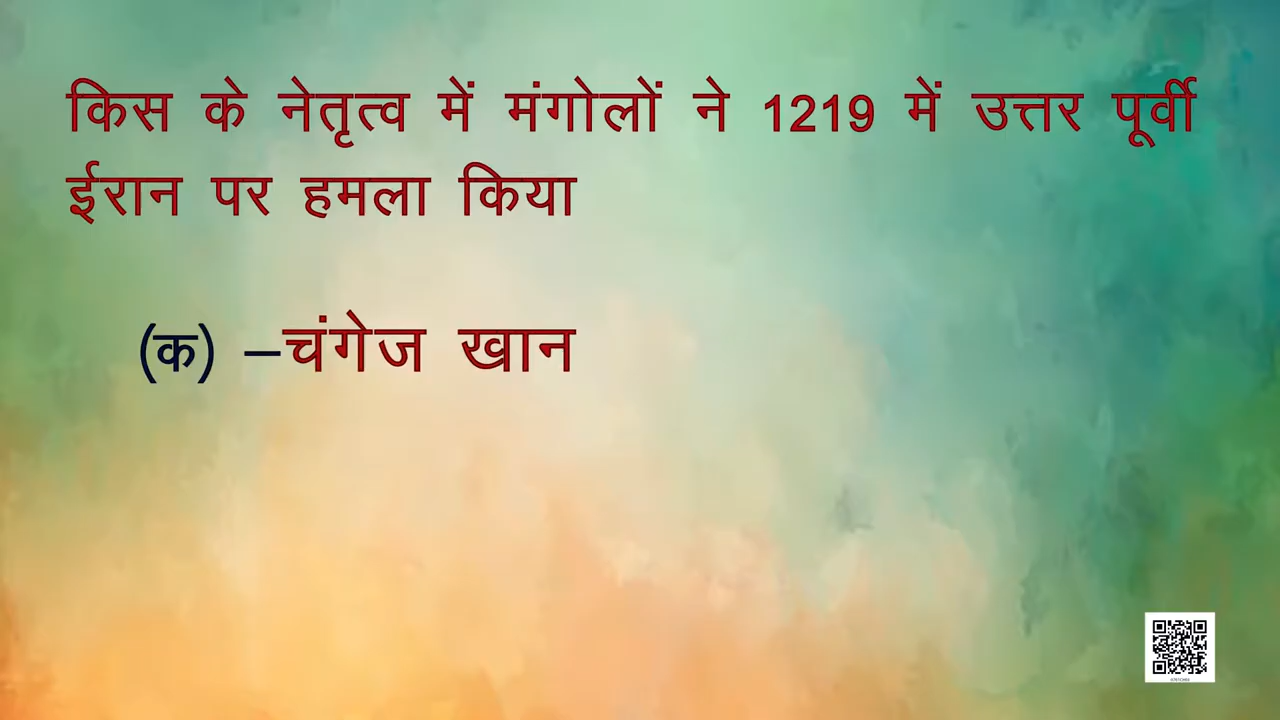 किस के नेतृत्व में मंगोलों ने 1219 में उत्तर पूर्वी
ईरान पर हमला किया
(क) –चंगेज खान